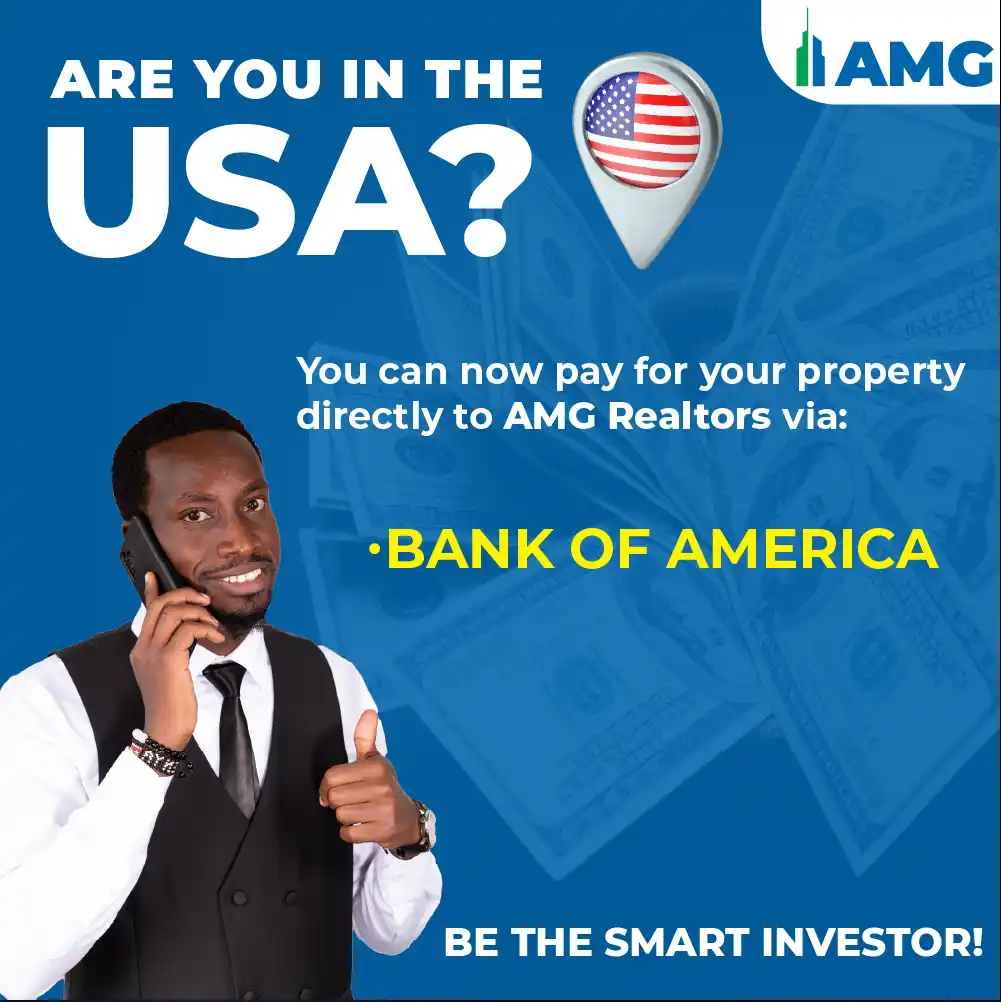 AMG
ARE YOU IN THE
USA?
You can now pay for your property
directly to AMG Realtors via:
•BANK OF AMERICA
BE THE SMART INVESTOR!